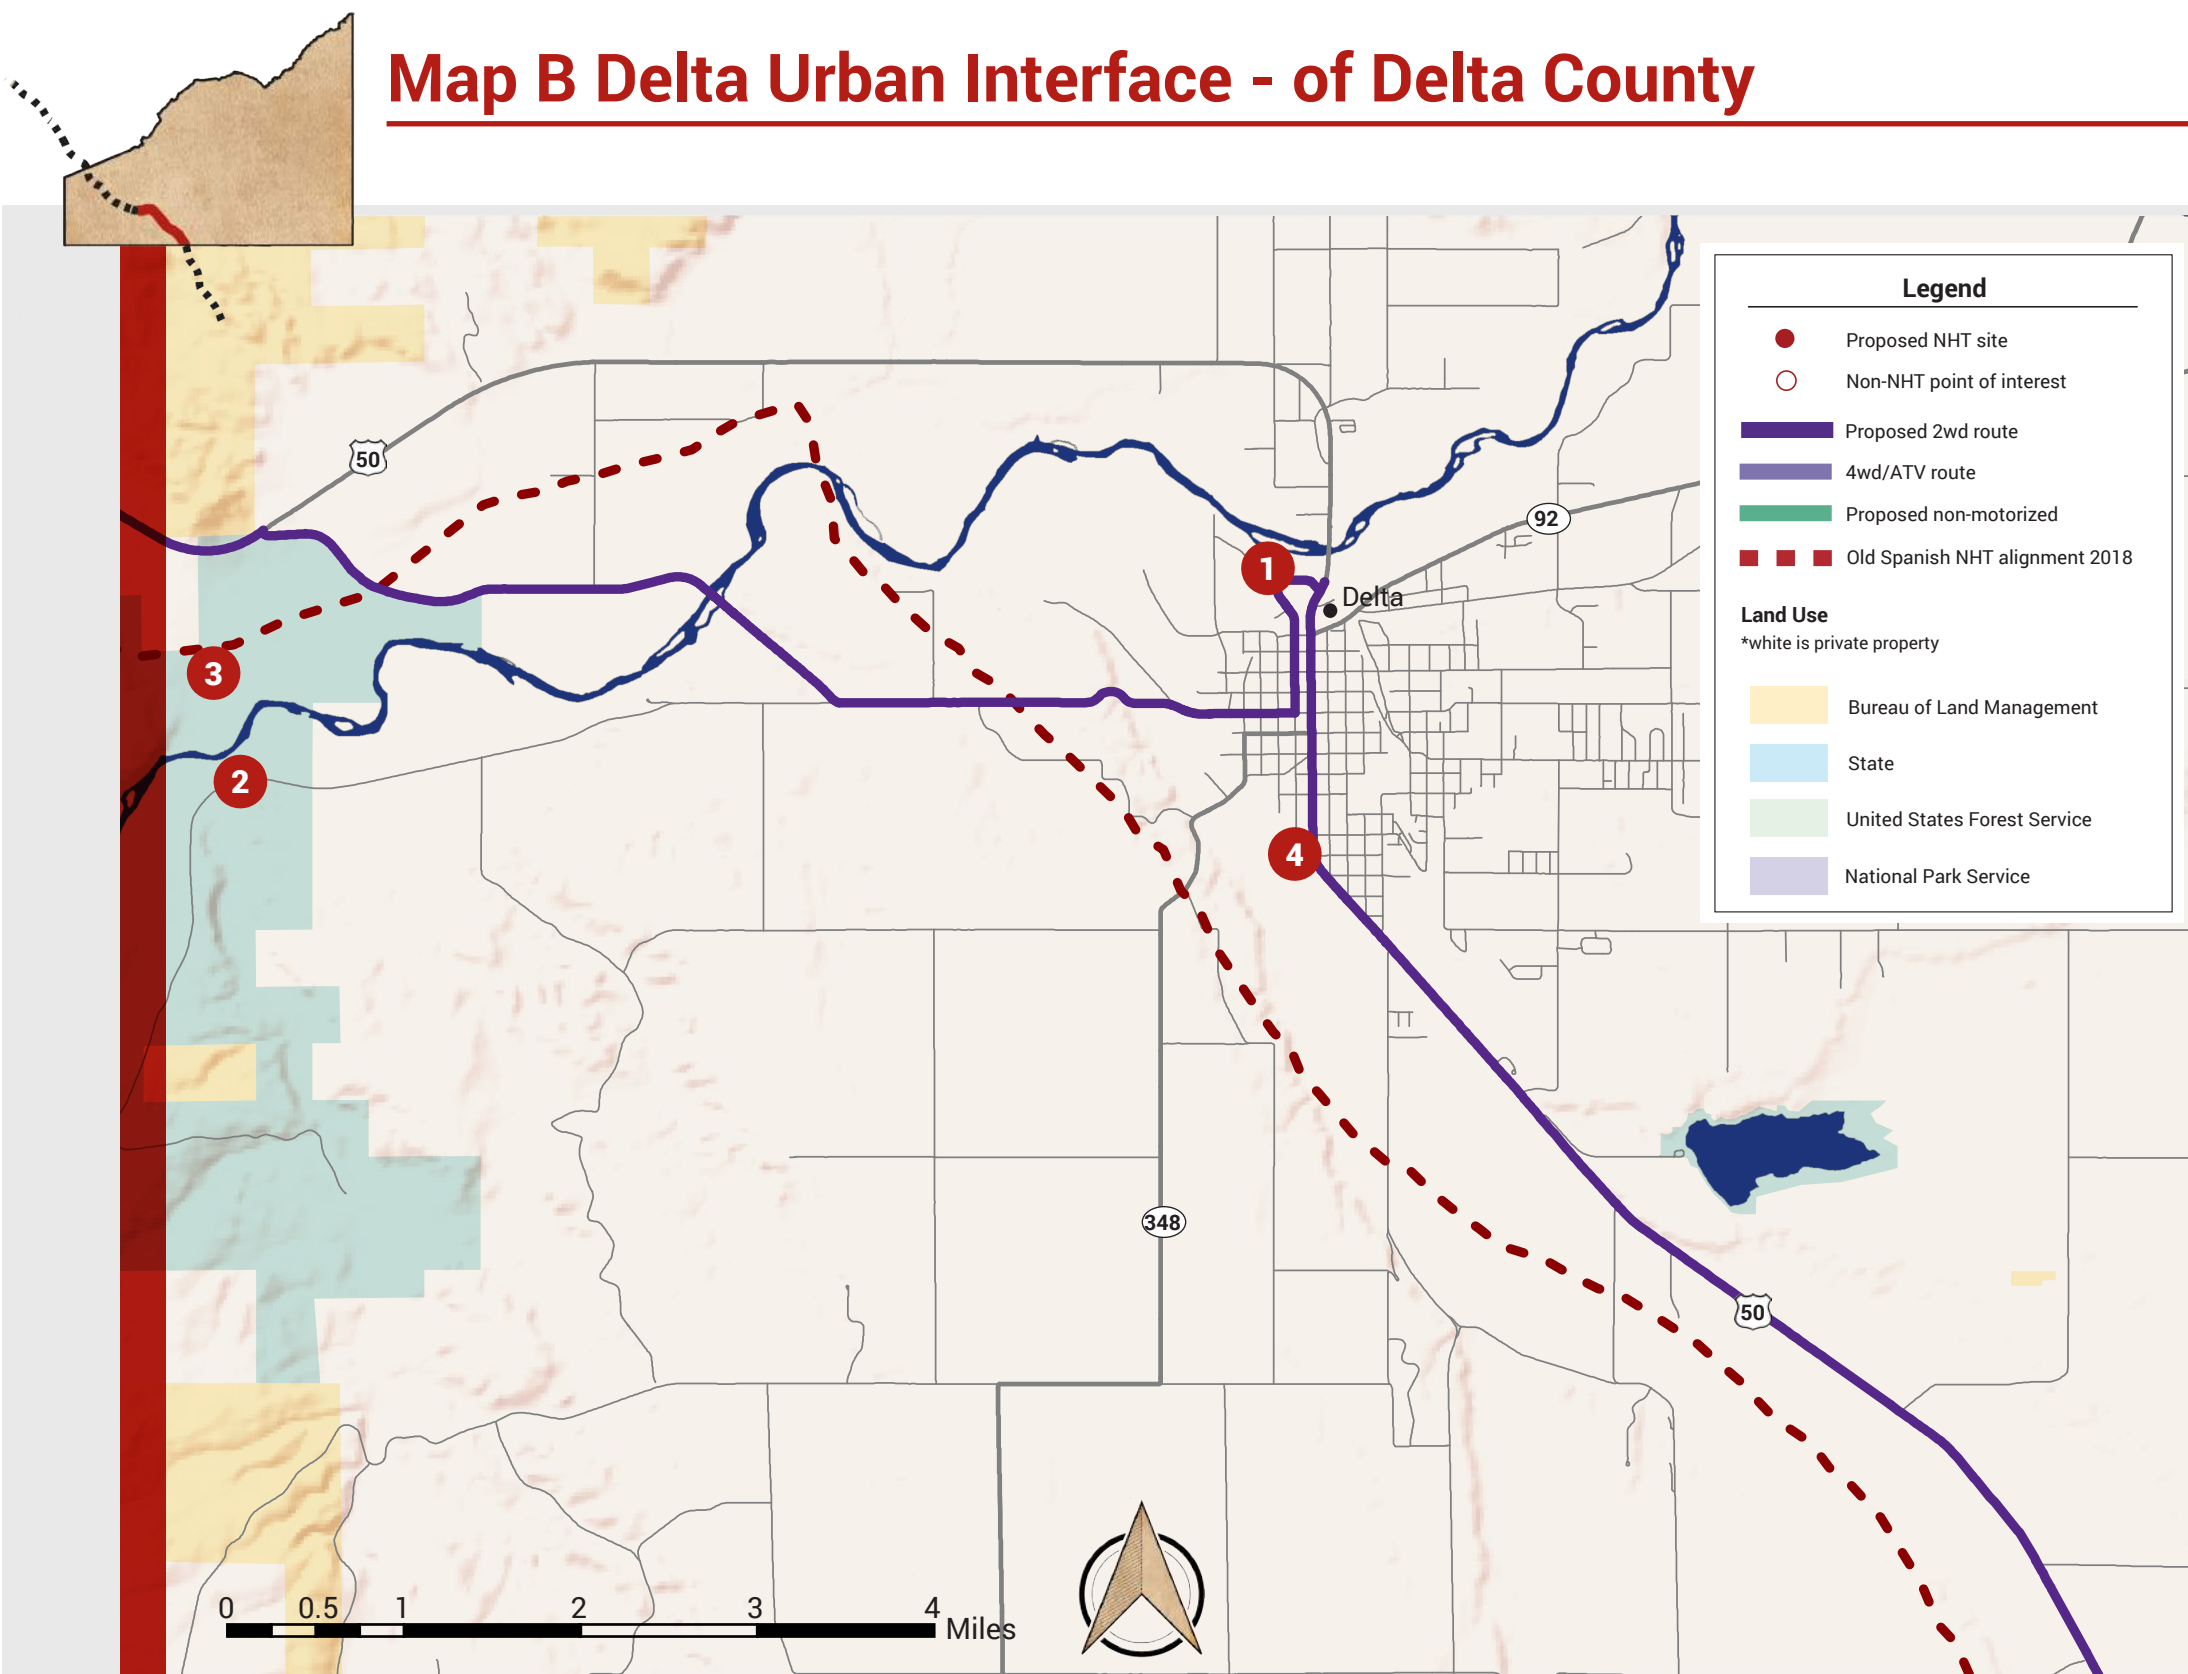 Map B Delta Urban Interface - of Delta County
Legend
Proposed NHT site
Non-NHT point of interest
Proposed 2wd route
4wd/ATV route
Proposed non-motorized
Old Spanish NHT alignment 2018
Land Use
*white is private property
Bureau of Land Management
State
United States Forest Service
National Park Service
50
92
1
Delta
3
2
4
348
50
0 0.5 1 2 3 4
Miles